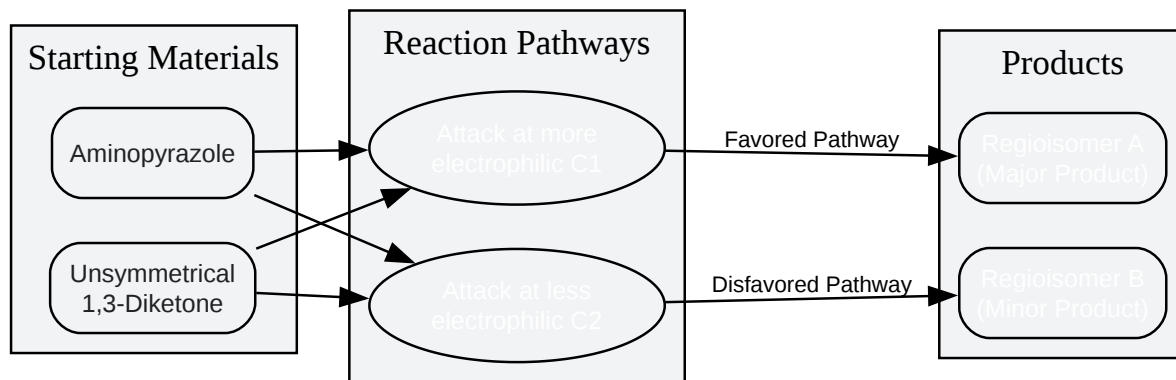 Starting Materials
Aminopyrazole
Unsymmetrical
1,3-Diketone
Reaction Pathways
Attack at more
electrophilic C1
Attack at less
electrophilic C2
Favored Pathway
Disfavored Pathway
Products
Regioisomer A
(Major Product)
Regioisomer B
(Minor Product)